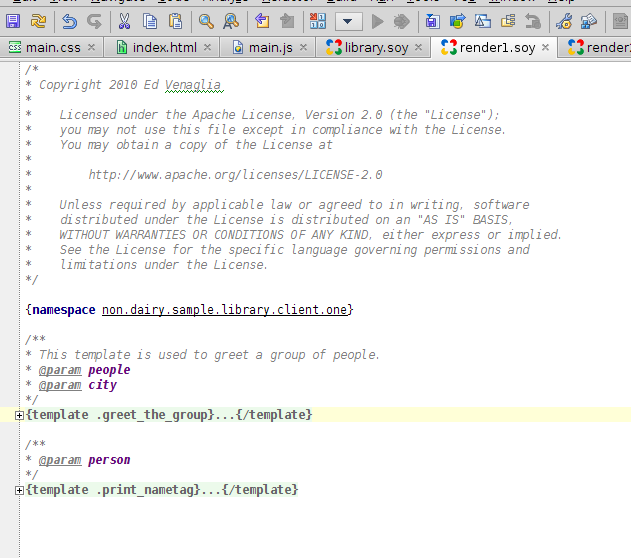 main.css
index.html
main.js
library.soy
render1.soy
/*
* Copyright 2010 Ed Venaglia
*
*    Licensed under the Apache License, Version 2.0 (the "License");
*    you may not use this file except in compliance with the License.
*    You may obtain a copy of the License at
*
*        http://www.apache.org/licenses/LICENSE-2.0
*
*    Unless required by applicable law or agreed to in writing, software
*    distributed under the License is distributed on an "AS IS" BASIS,
*    WITHOUT WARRANTIES OR CONDITIONS OF ANY KIND, either express or implied.
*    See the License for the specific language governing permissions and
*    limitations under the License.
*/
{namespace non.dairy.sample.library.client.one}
/**
* This template is used to greet a group of people.
* @param people
* @param city
*/
{template .greet_the_group}...{/template}
/**
* @param person
*/
{template .print_nametag}...{/template}